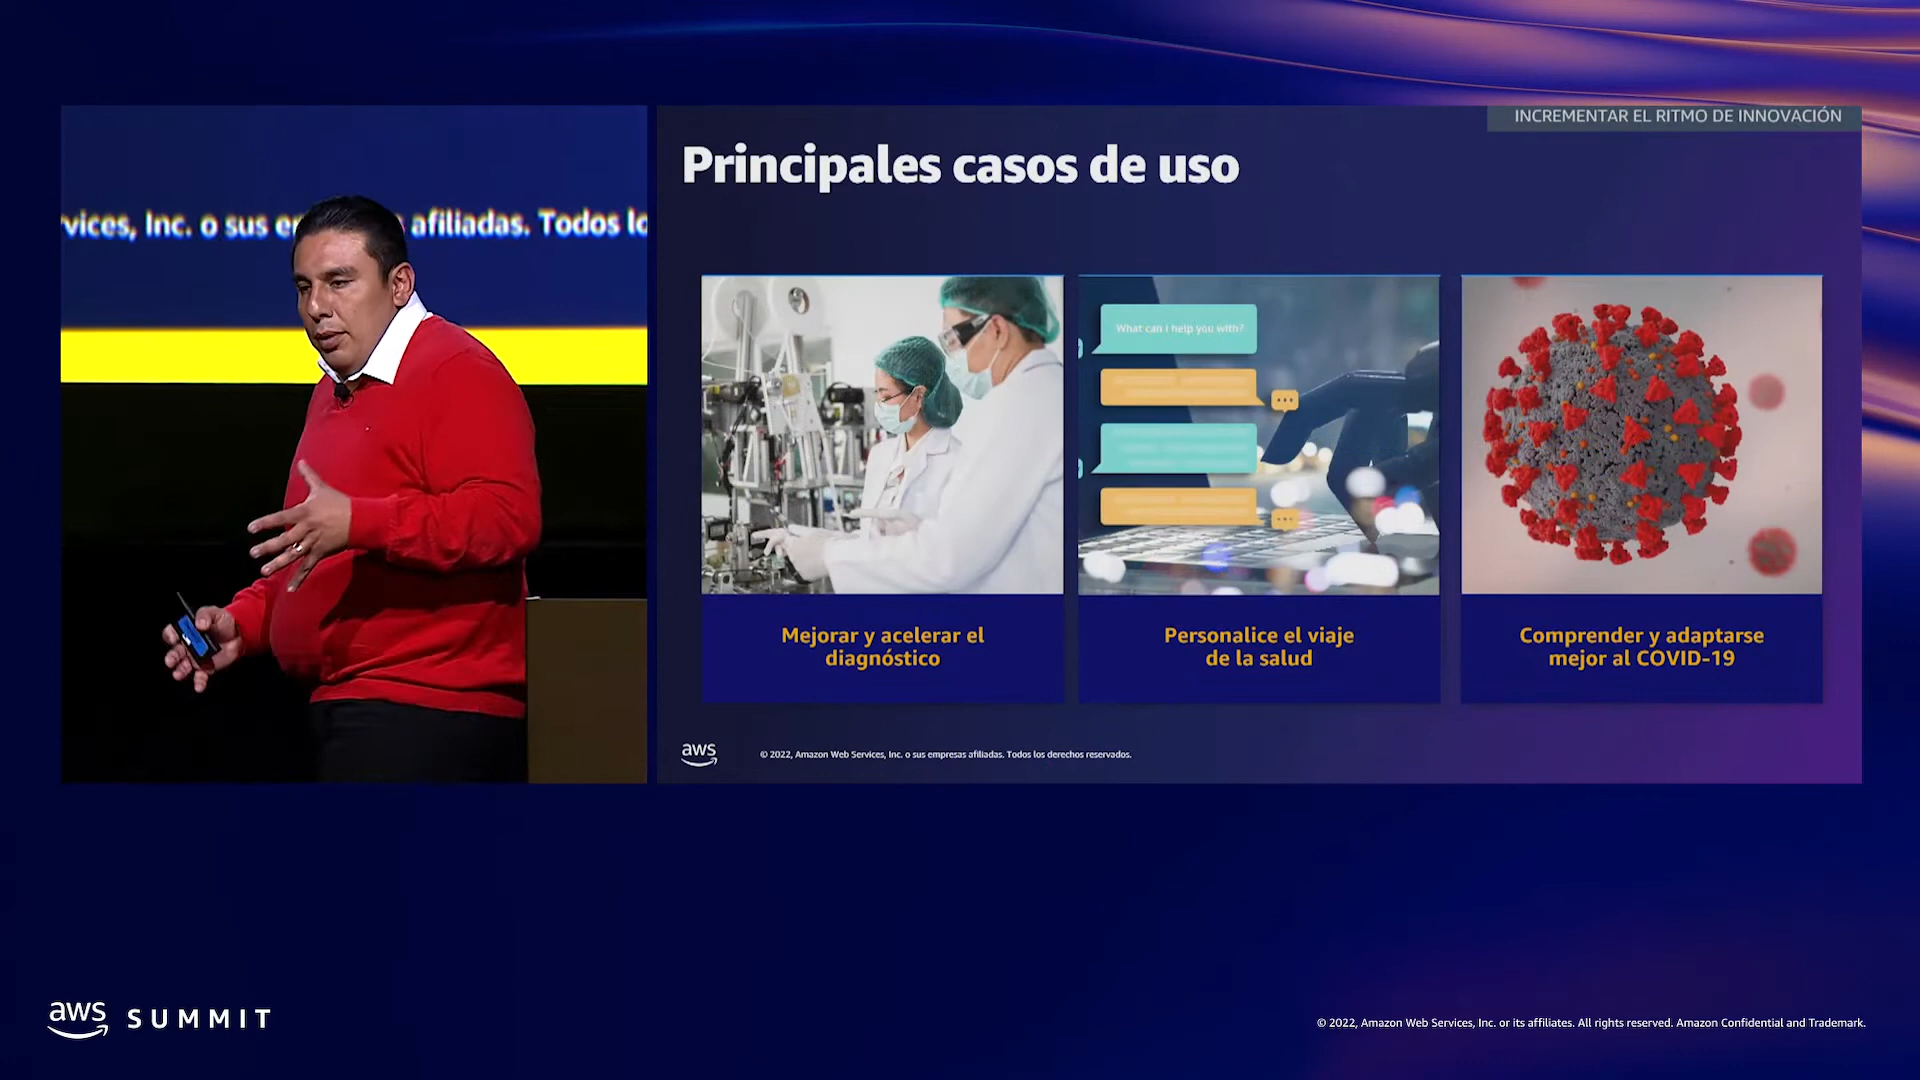 vices, Inc. o sus e
afiliadas. Todos lo
INCREMENTAR EL RITMO DE INNOVACIÓN
Principales casos de uso
What can i help you with?
Mejorar y acelerar el
diagnóstico
Personalice el viaje
de la salud
Comprender y adaptarse
mejor al COVID-19
aws
© 2022, Amazon Web Services, Inc. o sus empresas afiliadas. Todos los derechos reservados.
aws SUMMIT
© 2022, Amazon Web Services, Inc. or its affiliates. All rights reserved. Amazon Confidential and Trademark.